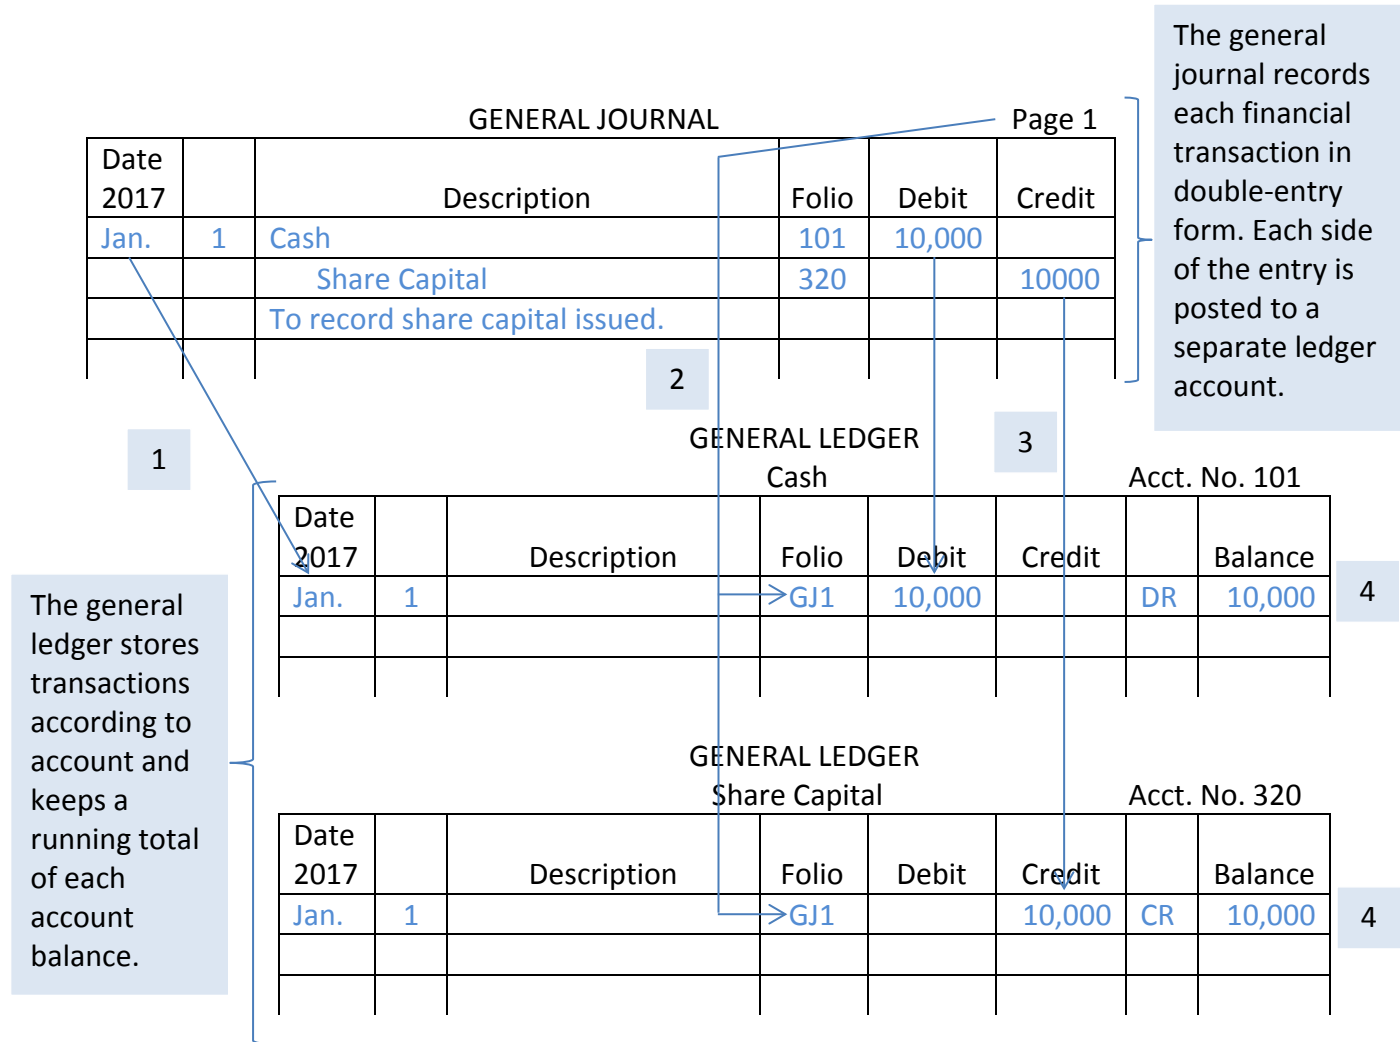 The general
journal records
each financial
transaction in
double-entry
form. Each side
of the entry is
posted to a
separate ledger
account.
GENERAL JOURNAL Page 1
Date
2017 Description Folio Debit Credit
Jan. 1 Cash 101 10,000
Share Capital 320 10000
To record share capital issued.
2
1
3
GENERAL LEDGER
Cash Acct. No. 101
Date
2017 Description Folio Debit Credit Balance
Jan. 1 GJ1 10,000 DR 10,000
4
The general
ledger stores
transactions
according to
account and
keeps a
running total
of each
account
balance.
GENERAL LEDGER
Share Capital Acct. No. 320
Date
2017 Description Folio Debit Credit Balance
Jan. 1 GJ1 10,000 CR 10,000
4